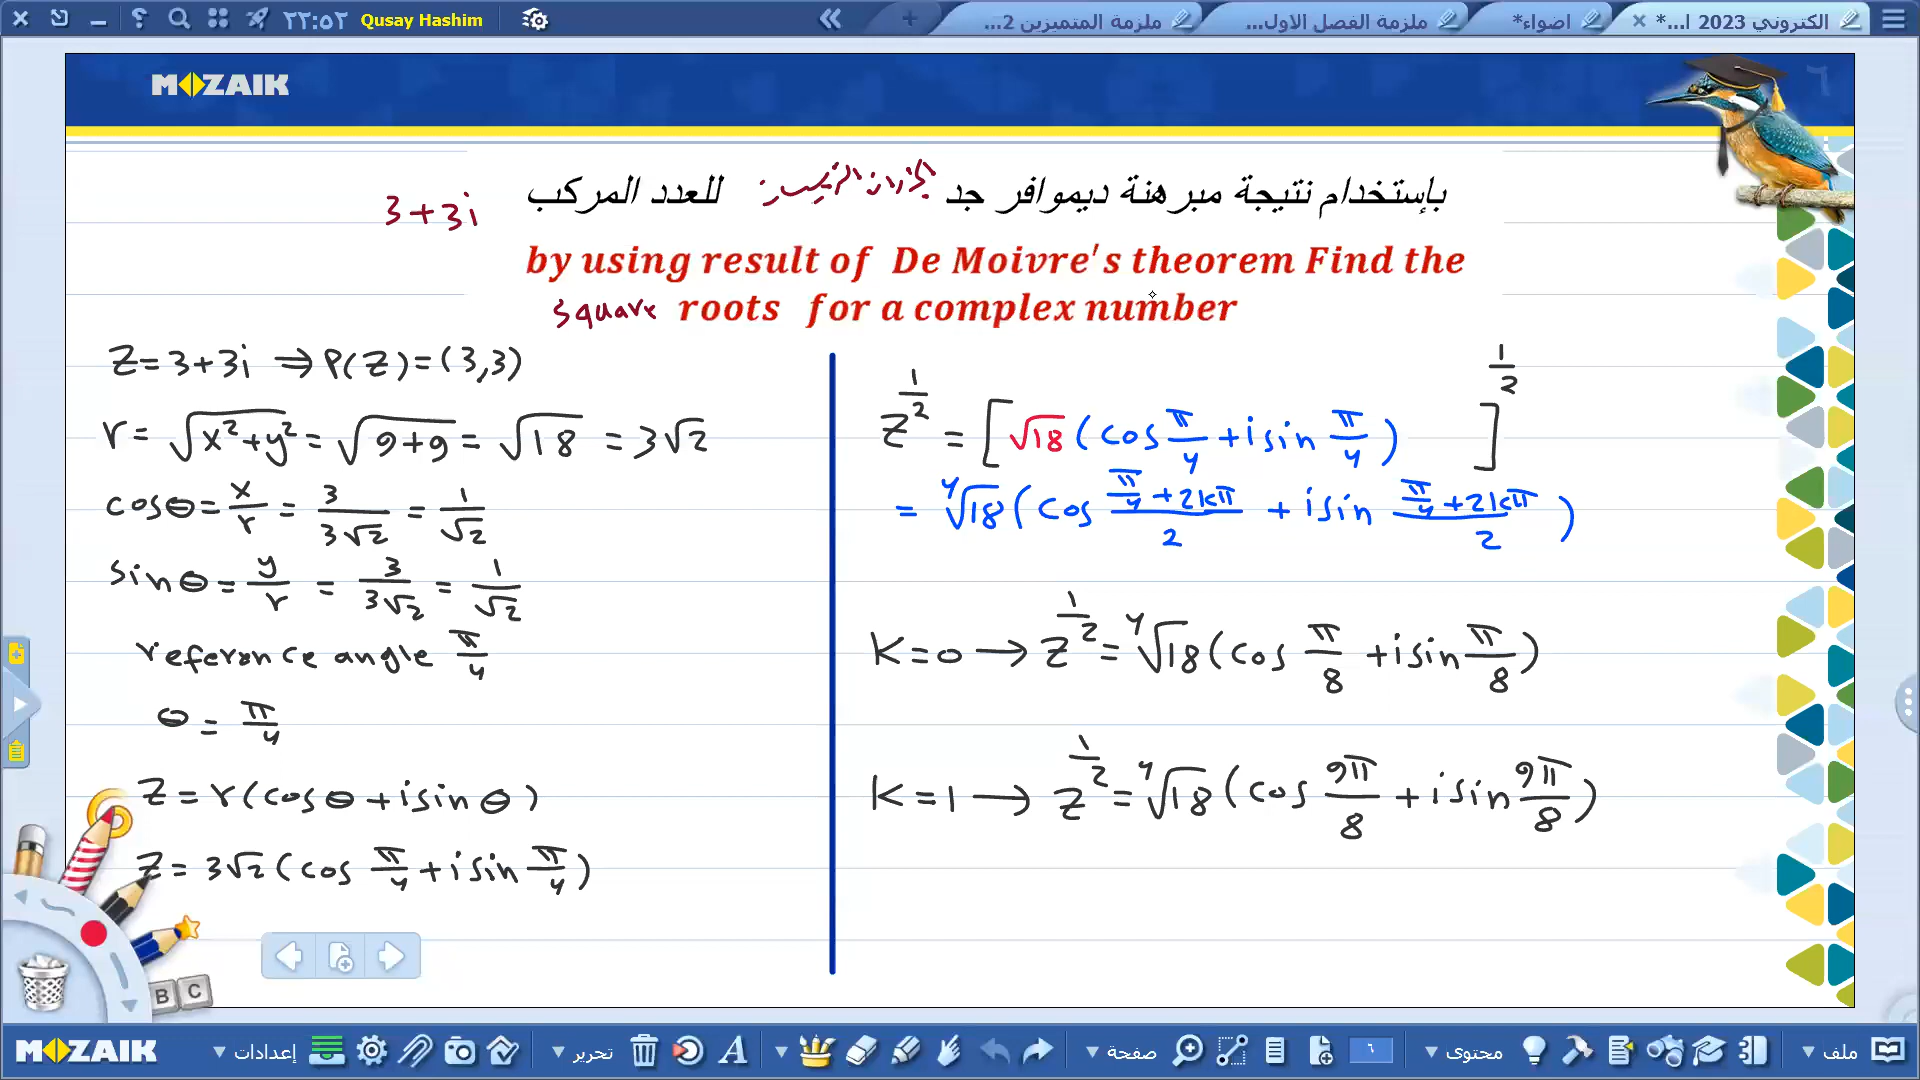 ٢٢:٥٢ Qusay Hashim
ملزمة المتميزين 2...
ملزمة الفصل الاول...
اصواء*
الكتروني 2023 ا...*
MOZAIK
٦
بإستخدام نتيجة مبرهنة ديموافر جد للعدد المركب 3+3i
by using result of De Moivre's theorem Find the
square roots for a complex number
Z=3+3i ⇒ P(Z)=(3,3)
r= √(x²+y²) = √(9+9) = √18 = 3√2
cosθ= x/r = 3/(3√2) = 1/√2
sinθ= y/r = 3/(3√2) = 1/√2
reference angle π/4
θ = π/4
Z=r(cosθ+isinθ)
Z= 3√2(cos π/4 + isin π/4)
Z^(1/2) = [√18(cos π/4 + isin π/4)]^(1/2)
= ⁴√18(cos (π/4+2kπ)/2 + isin (π/4+2kπ)/2)
K=0 → Z^(1/2) = ⁴√18(cos π/8 + isin π/8)
K=1 → Z^(1/2) = ⁴√18(cos 9π/8 + isin 9π/8)
B C
MOZAIK
إعدادات
تحرير
صفحة
٦
محتوى
ملف